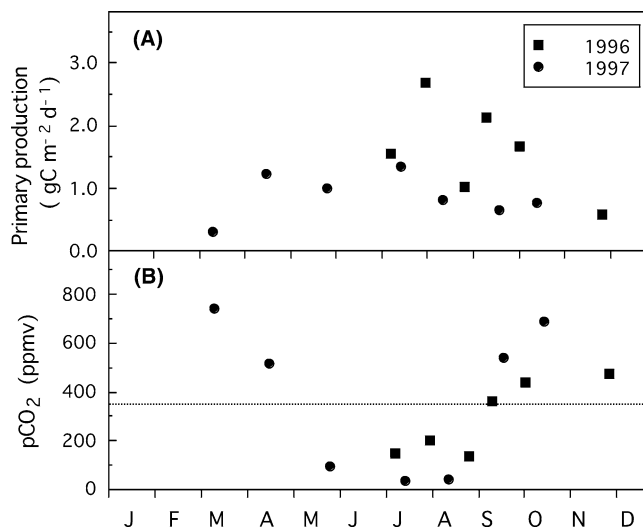 (A)
1996
1997
Primary production
( gC m⁻² d⁻¹)
3.0
2.0
1.0
0.0
(B)
pCO₂ (ppmv)
800
600
400
200
0
J F M A M J J A S O N D